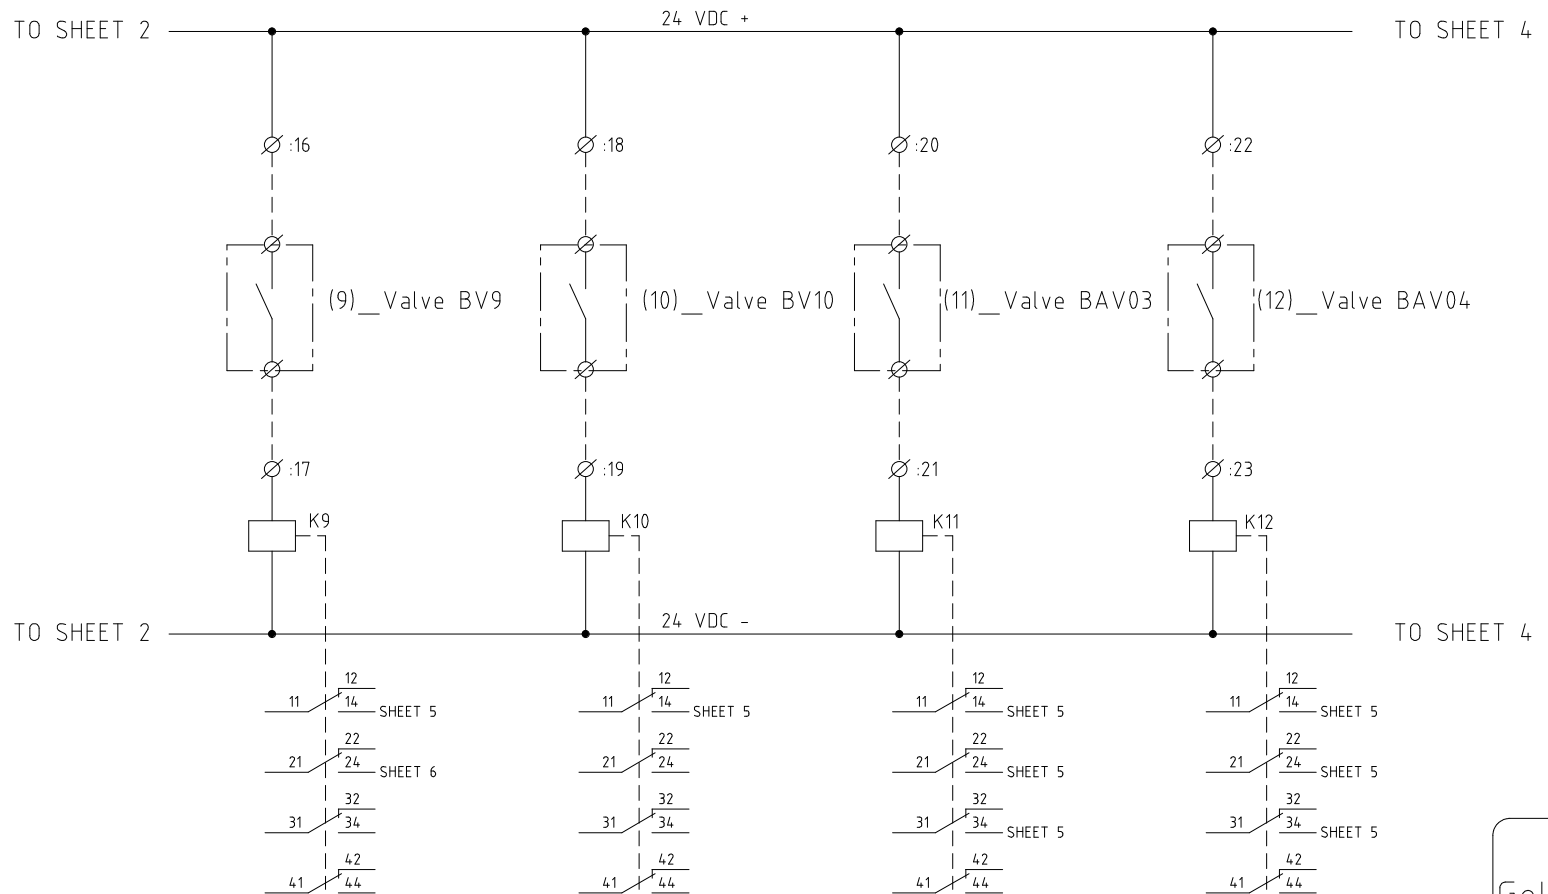 TO SHEET 2 24 VDC + TO SHEET 4
:16 :18 :20 :22
(9)__Valve BV9 (10)__Valve BV10 (11)__Valve BAV03 (12)__Valve BAV04
:17 :19 :21 :23
K9 K10 K11 K12
TO SHEET 2 24 VDC - TO SHEET 4
12 12 12 12
11 14 SHEET 5 11 14 SHEET 5 11 14 SHEET 5 11 14 SHEET 5
22 22 22 22
21 24 SHEET 6 21 24 21 24 SHEET 5 21 24 SHEET 5
32 32 32 32
31 34 31 34 31 34 SHEET 5 31 34 SHEET 5
42 42 42 42
41 44 41 44 41 44 41 44